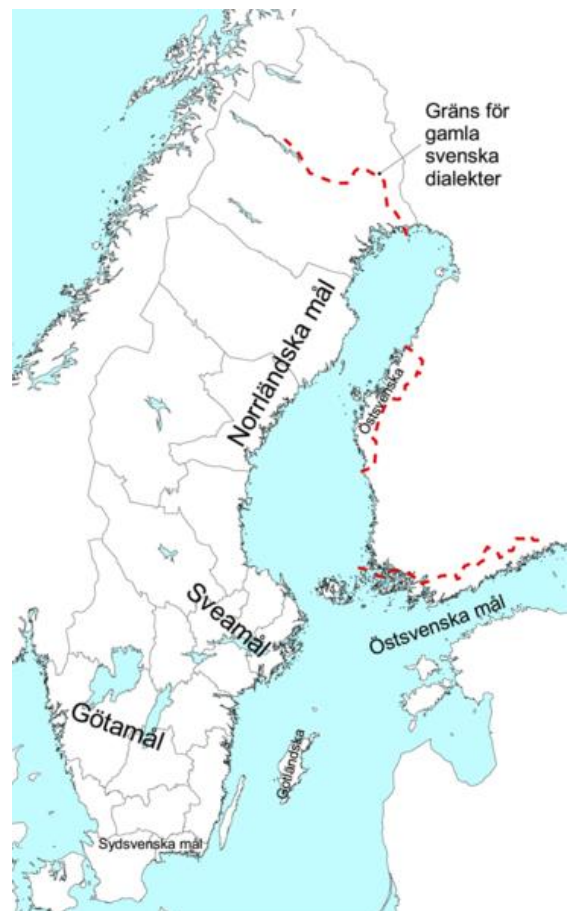 Gräns för
gamla
svenska
dialekter
Norrländska mål
Östsvenska
Sveamål
Östsvenska mål
Götamål
Gotländska
Sydsvenska mål